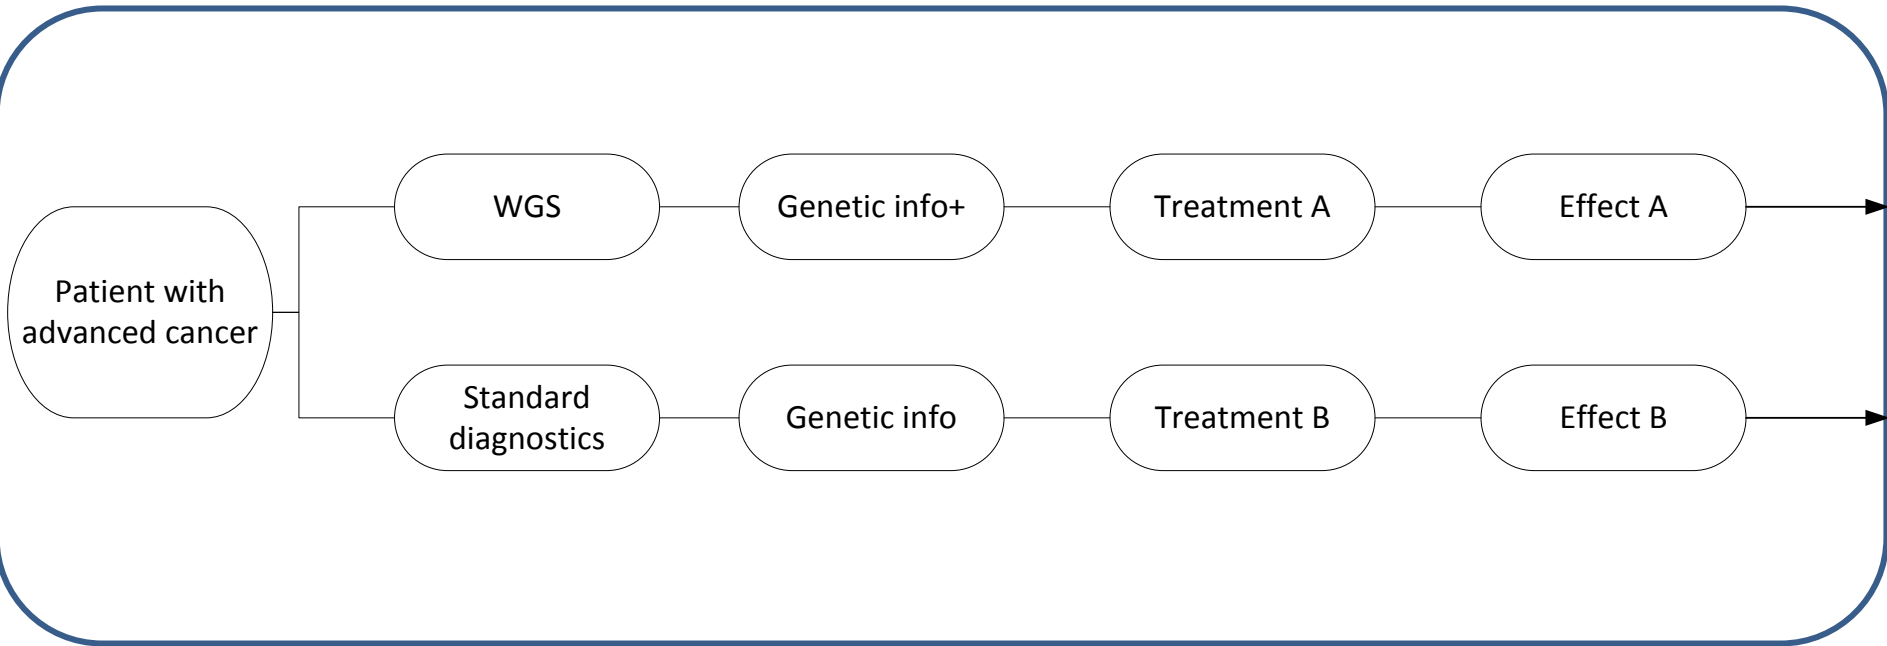 Patient with
advanced cancer
WGS
Genetic info+
Treatment A
Effect A
Standard
diagnostics
Genetic info
Treatment B
Effect B